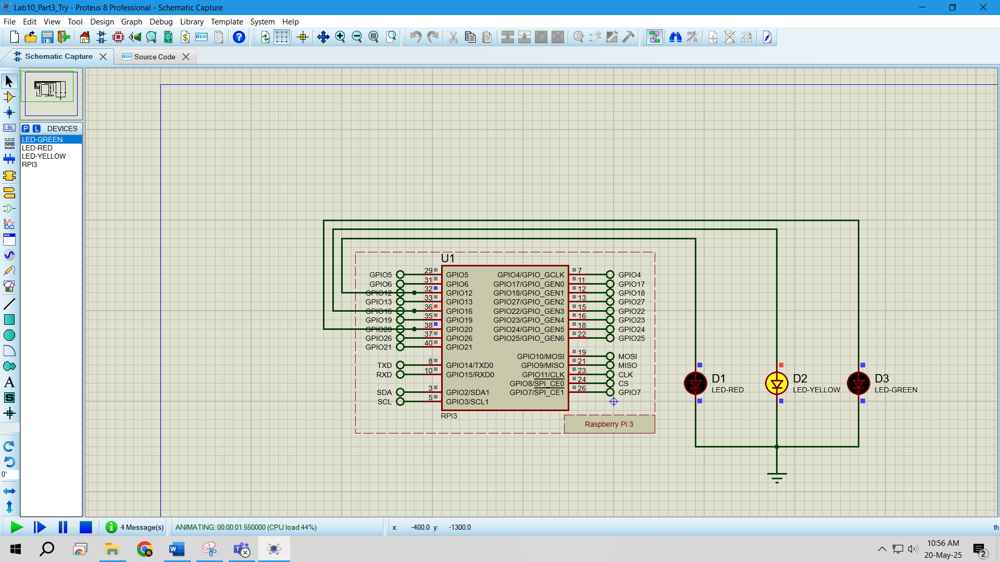 Lab10_Part3_Try - Proteus 8 Professional - Schematic Capture
File Edit View Tool Design Graph Debug Library Template System Help
Schematic Capture
Source Code
P L DEVICES
LED-GREEN
LED-RED
LED-YELLOW
RPI3
LBL
A
S
0°
U1
GPIO5 29 GPIO5 GPIO4/GPIO_GCLK 7 GPIO4
GPIO6 31 GPIO6 GPIO17/GPIO_GEN0 11 GPIO17
GPIO12 32 GPIO12 GPIO18/GPIO_GEN1 12 GPIO18
GPIO13 33 GPIO13 GPIO27/GPIO_GEN2 13 GPIO27
GPIO16 36 GPIO16 GPIO22/GPIO_GEN3 15 GPIO22
GPIO19 35 GPIO19 GPIO23/GPIO_GEN4 16 GPIO23
GPIO20 38 GPIO20 GPIO24/GPIO_GEN5 18 GPIO24
GPIO26 37 GPIO26 GPIO25/GPIO_GEN6 22 GPIO25
GPIO21 40 GPIO21
GPIO10/MOSI 19 MOSI
TXD 8 GPIO14/TXD0 GPIO9/MISO 21 MISO
RXD 10 GPIO15/RXD0 GPIO11/CLK 23 CLK
GPIO8/SPI_CE0 24 CS
SDA 3 GPIO2/SDA1 GPIO7/SPI_CE1 26 GPIO7
SCL 5 GPIO3/SCL1
RPI3
Raspberry Pi 3
D1
LED-RED
D2
LED-YELLOW
D3
LED-GREEN
4 Message(s) ANIMATING: 00:00:01.550000 (CPU load 44%) x: -400.0 y: -1300.0 th
10:56 AM
20-May-25
2